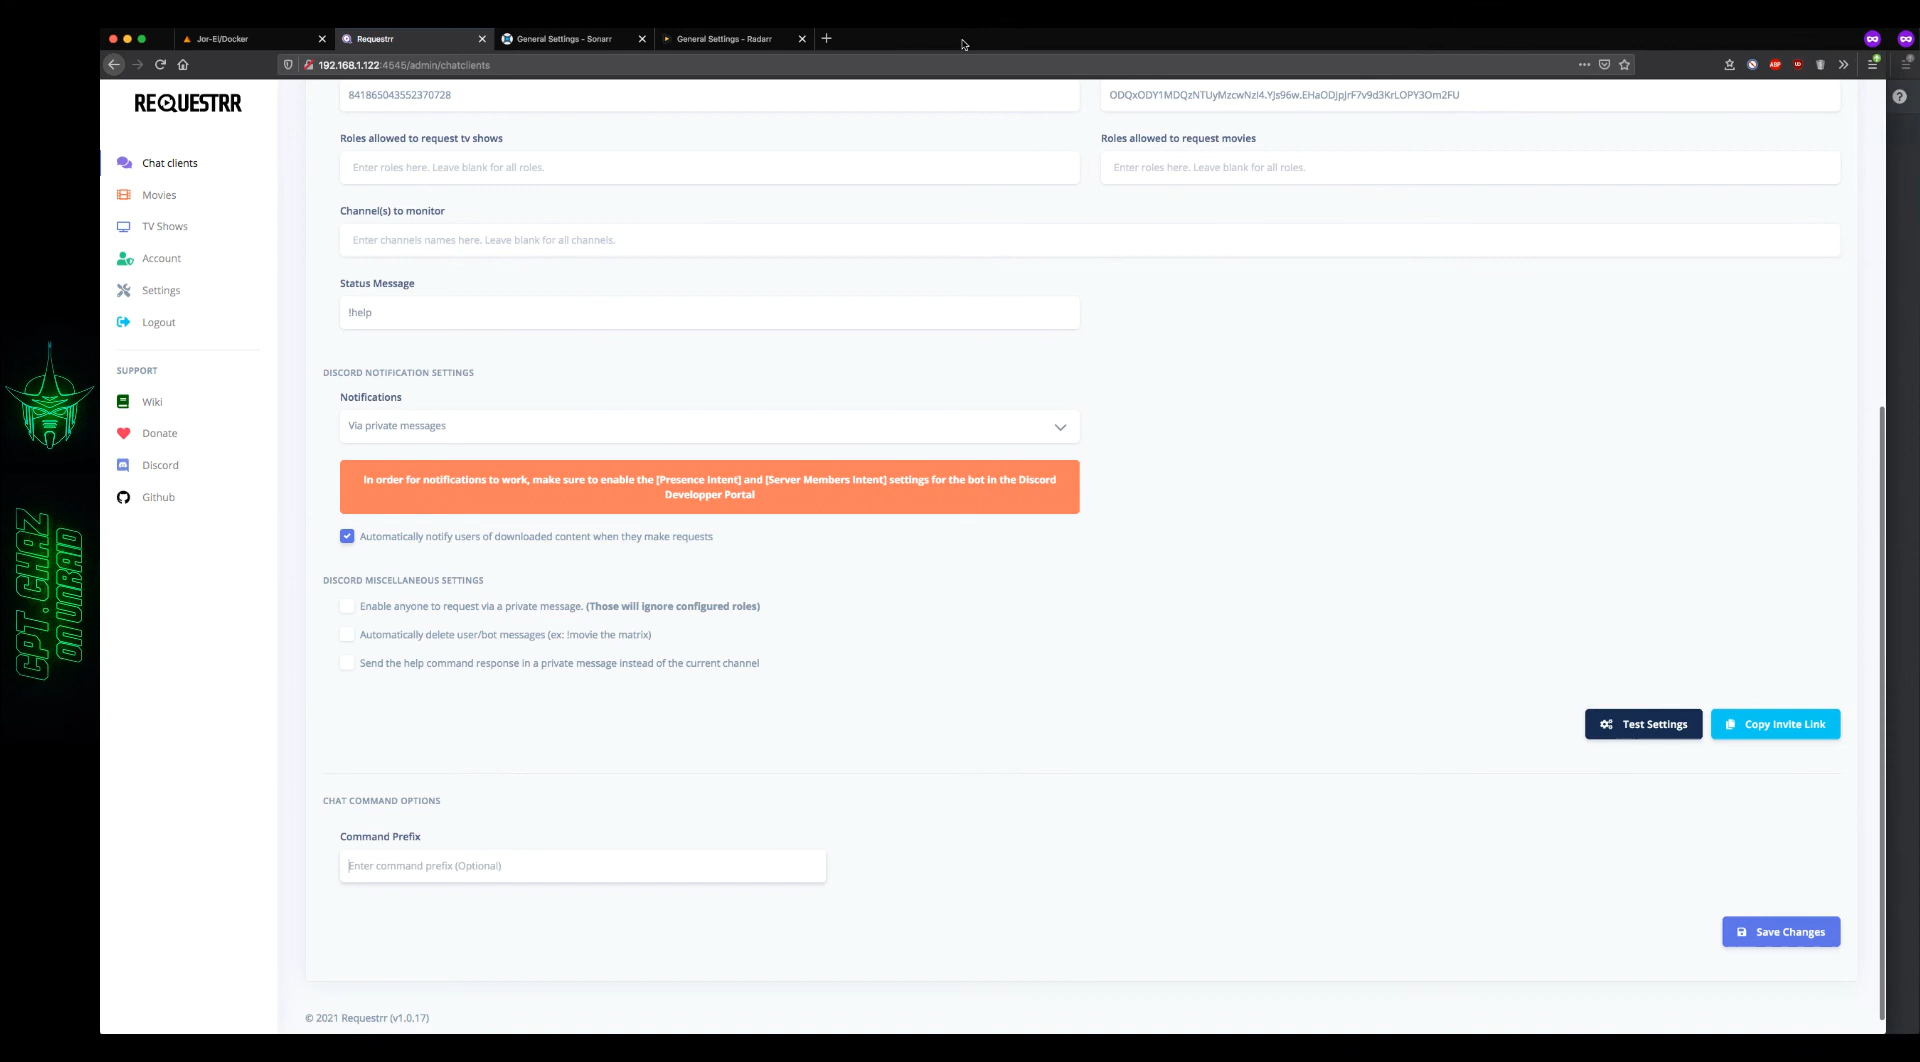 Jor-El/Docker
Requestrr
General Settings - Sonarr
General Settings - Radarr
192.168.1.122:4545/admin/chatclients
REQUESTRR
841865043552370728
Roles allowed to request tv shows
Roles allowed to request movies
Enter roles here. Leave blank for all roles.
Enter roles here. Leave blank for all roles.
Chat clients
Movies
TV Shows
Account
Settings
Logout
SUPPORT
Wiki
Donate
Discord
Github
Channel(s) to monitor
Enter channels names here. Leave blank for all channels.
Status Message
!help
DISCORD NOTIFICATION SETTINGS
Notifications
Via private messages
In order for notifications to work, make sure to enable the [Presence Intent] and [Server Members Intent] settings for the bot in the Discord
Developper Portal
Automatically notify users of downloaded content when they make requests
DISCORD MISCELLANEOUS SETTINGS
Enable anyone to request via a private message. (Those will ignore configured roles)
Automatically delete user/bot messages (ex: !movie the matrix)
Send the help command response in a private message instead of the current channel
Test Settings
Copy Invite Link
CHAT COMMAND OPTIONS
Command Prefix
Enter command prefix (Optional)
Save Changes
© 2021 Requestrr (v1.0.17)
CPT.CHAZ
ON UNRAID
ABP